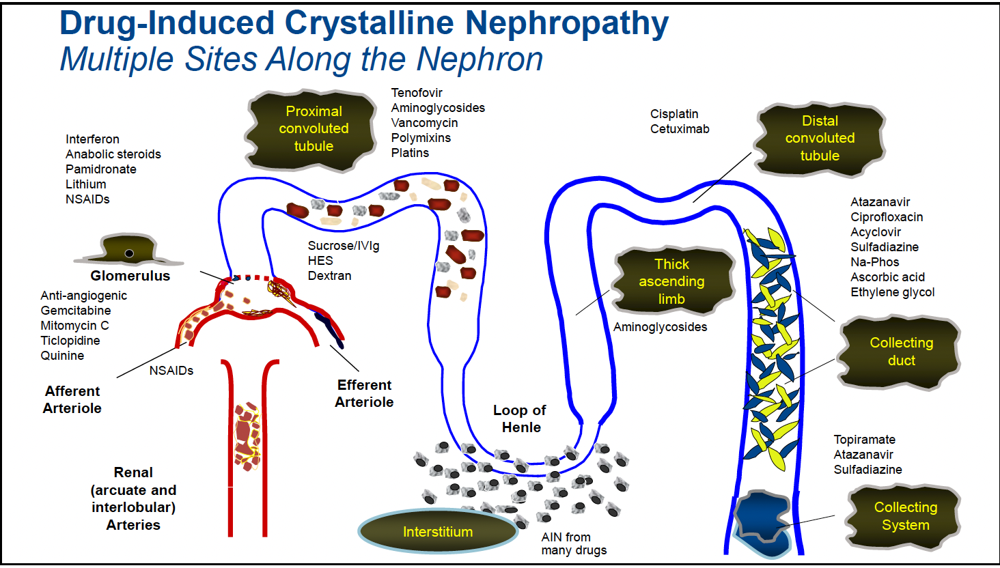 Drug-Induced Crystalline Nephropathy
Multiple Sites Along the Nephron
Proximal
convoluted
tubule
Tenofovir
Aminoglycosides
Vancomycin
Polymixins
Platins
Cisplatin
Cetuximab
Distal
convoluted
tubule
Interferon
Anabolic steroids
Pamidronate
Lithium
NSAIDs
Glomerulus
Anti-angiogenic
Gemcitabine
Mitomycin C
Ticlopidine
Quinine
Sucrose/IVIg
HES
Dextran
Thick
ascending
limb
Aminoglycosides
Atazanavir
Ciprofloxacin
Acyclovir
Sulfadiazine
Na-Phos
Ascorbic acid
Ethylene glycol
Collecting
duct
NSAIDs
Afferent
Arteriole
Efferent
Arteriole
Loop of
Henle
Renal
(arcuate and
interlobular)
Arteries
Interstitium
AIN from
many drugs
Topiramate
Atazanavir
Sulfadiazine
Collecting
System